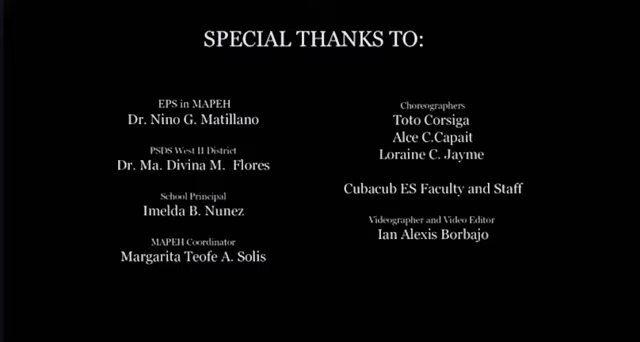 SPECIAL THANKS TO:
EPS in MAPEH
Dr. Nino G. Matillano
PSDS West II District
Dr. Ma. Divina M. Flores
School Principal
Imelda B. Nunez
MAPEH Coordinator
Margarita Teofe A. Solis
Choreographers
Toto Corsiga
Alce C.Capait
Loraine C. Jayme
Cubacub ES Faculty and Staff
Videographer and Video Editor
Ian Alexis Borbajo